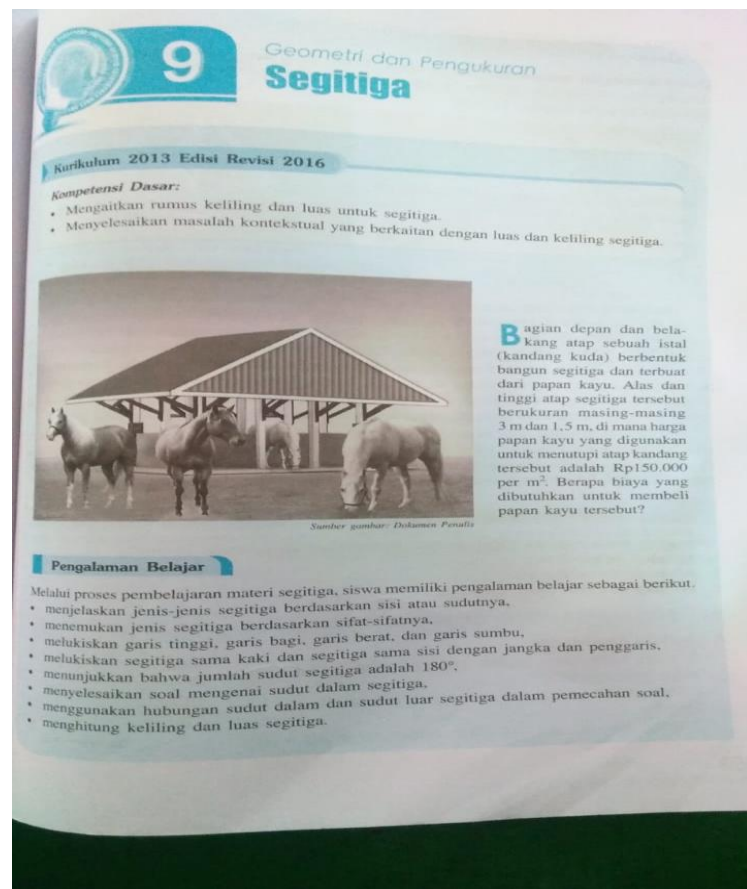 9
Geometri dan Pengukuran
Segitiga
Kurikulum 2013 Edisi Revisi 2016
Kompetensi Dasar:
• Mengaitkan rumus keliling dan luas untuk segitiga.
• Menyelesaikan masalah kontekstual yang berkaitan dengan luas dan keliling segitiga.
Bagian depan dan bela-
kang atap sebuah istal
(kandang kuda) berbentuk
bangun segitiga dan terbuat
dari papan kayu. Alas dan
tinggi atap segitiga tersebut
berukuran masing-masing
3 m dan 1,5 m, di mana harga
papan kayu yang digunakan
untuk menutupi atap kandang
tersebut adalah Rp150.000
per m². Berapa biaya yang
dibutuhkan untuk membeli
papan kayu tersebut?
Sumber gambar: Dokumen Penulis
Pengalaman Belajar
Melalui proses pembelajaran materi segitiga, siswa memiliki pengalaman belajar sebagai berikut.
• menjelaskan jenis-jenis segitiga berdasarkan sisi atau sudutnya,
• menemukan jenis segitiga berdasarkan sifat-sifatnya,
• melukiskan garis tinggi, garis bagi, garis berat, dan garis sumbu,
• melukiskan segitiga sama kaki dan segitiga sama sisi dengan jangka dan penggaris,
• menunjukkan bahwa jumlah sudut segitiga adalah 180°,
• menyelesaikan soal mengenai sudut dalam segitiga,
• menggunakan hubungan sudut dalam dan sudut luar segitiga dalam pemecahan soal,
• menghitung keliling dan luas segitiga.